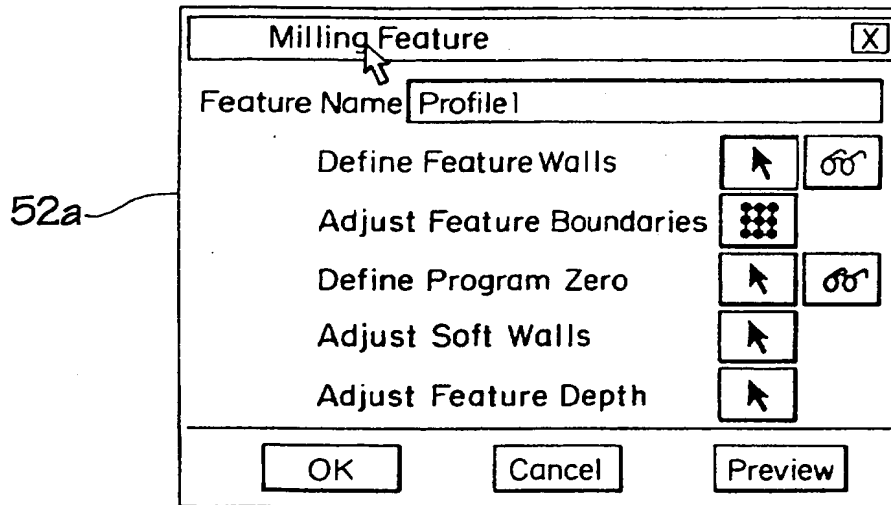 Milling Feature X
Feature Name Profile1
Define Feature Walls
52a
Adjust Feature Boundaries
Define Program Zero
Adjust Soft Walls
Adjust Feature Depth
OK Cancel Preview